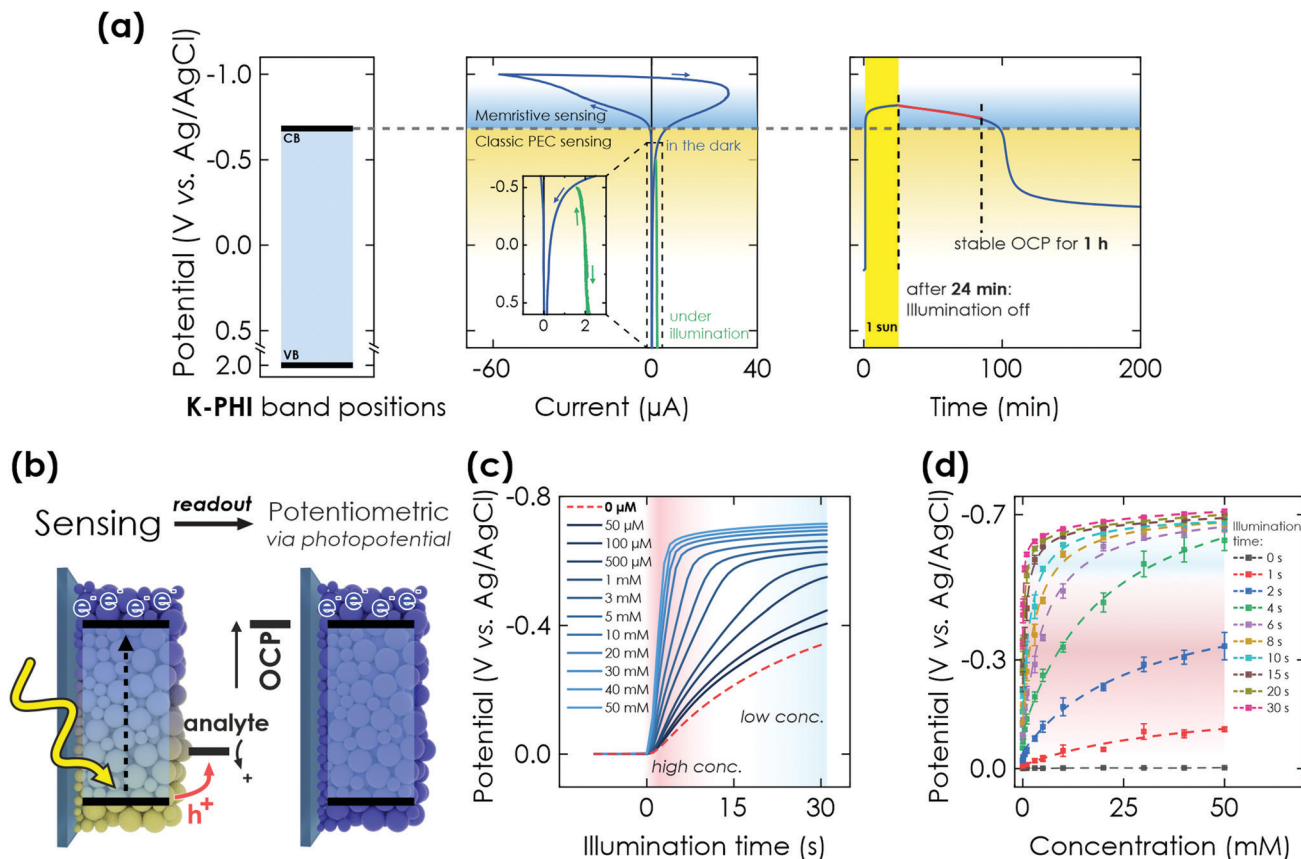 (a)
Potential (V vs. Ag/AgCl)
-1.0
-0.5
0.0
0.5
2.0
CB
VB
K-PHI band positions
Memristive sensing
Classic PEC sensing
in the dark
-0.5
0.0
0.5
0
2
under
illumination
-60
0
40
Current (µA)
1 sun
stable OCP for 1 h
after 24 min:
Illumination off
0
100
200
Time (min)
(b)
Sensing
readout
Potentiometric
via photopotential
e- e- e- e-
OCP
analyte
+
h+
e- e- e- e-
(c)
Potential (V vs. Ag/AgCl)
-0.8
-0.4
0.0
0 µM
50 µM
100 µM
500 µM
1 mM
3 mM
5 mM
10 mM
20 mM
30 mM
40 mM
50 mM
low conc.
high conc.
0
15
30
Illumination time (s)
(d)
Potential (V vs. Ag/AgCl)
-0.7
-0.3
0.0
Illumination
time:
0 s
1 s
2 s
4 s
6 s
8 s
10 s
15 s
20 s
30 s
0
25
50
Concentration (mM)